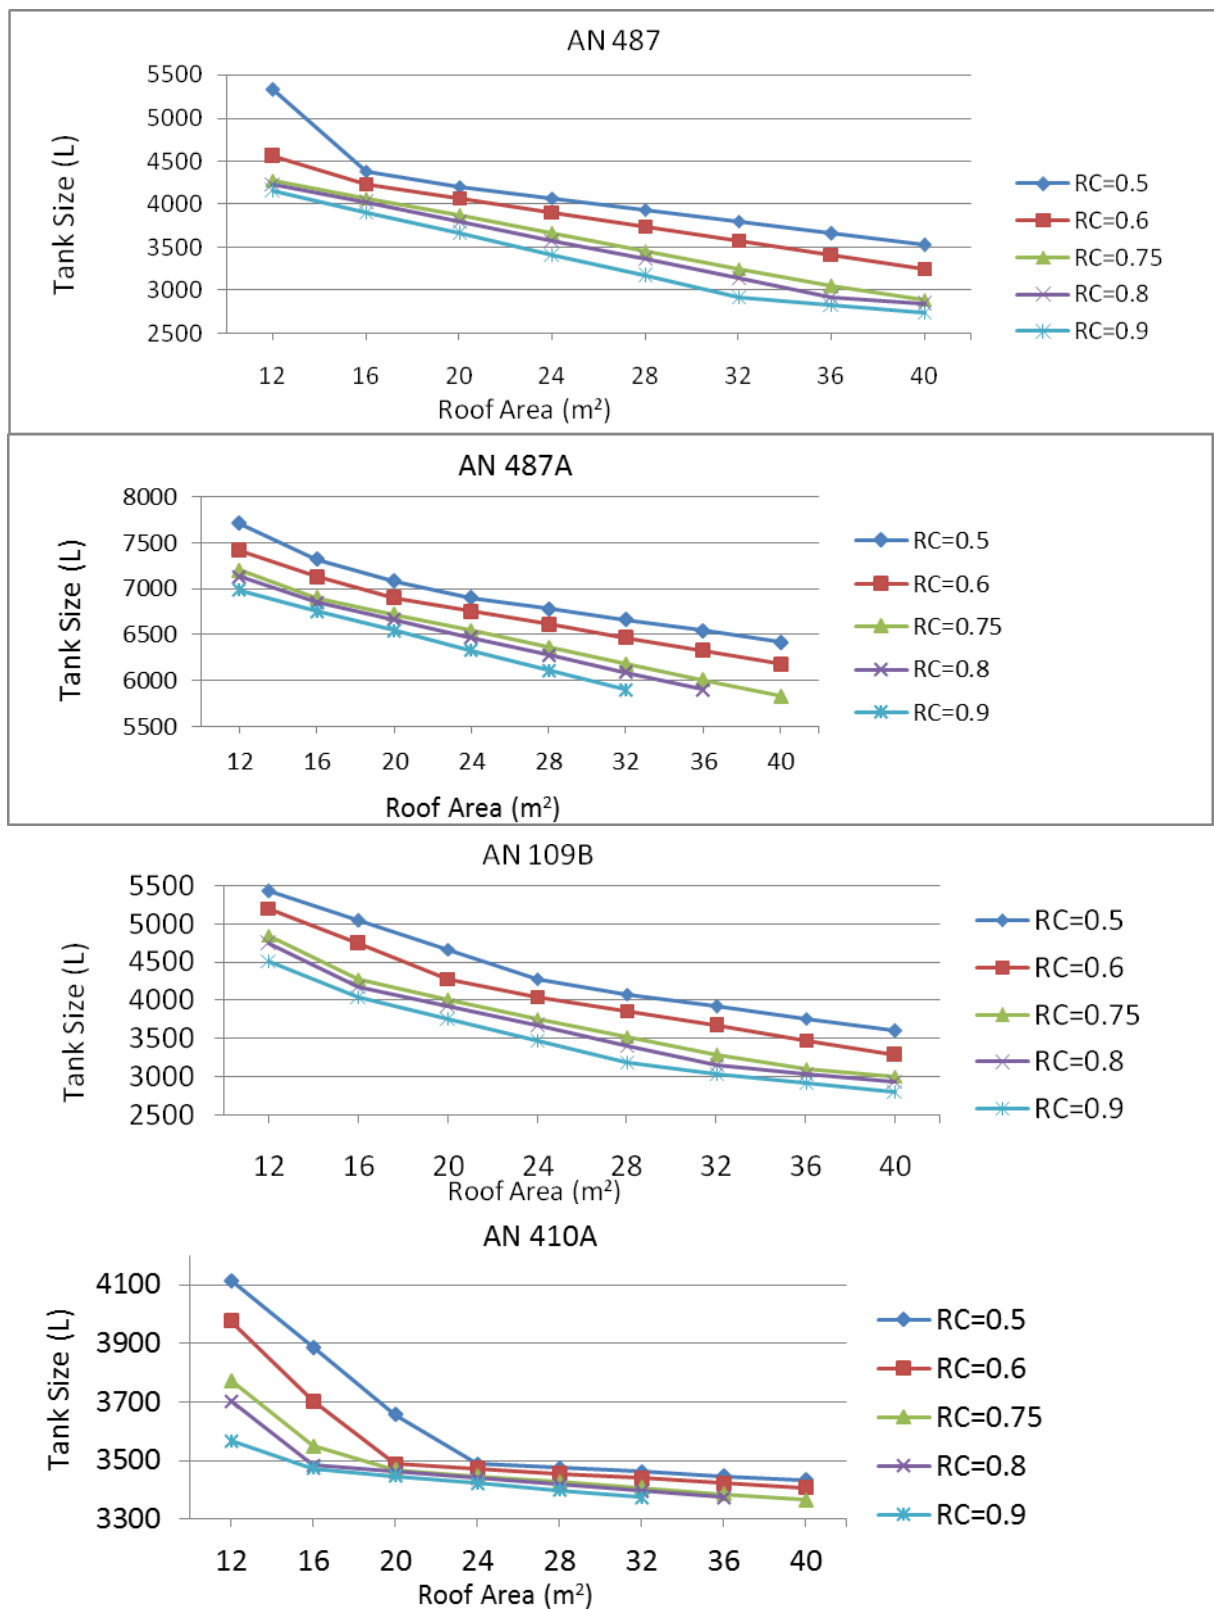 AN 487
Tank Size (L)
5500
5000
4500
4000
3500
3000
2500
12 16 20 24 28 32 36 40
Roof Area (m²)
RC=0.5
RC=0.6
RC=0.75
RC=0.8
RC=0.9
AN 487A
Tank Size (L)
8000
7500
7000
6500
6000
5500
12 16 20 24 28 32 36 40
Roof Area (m²)
RC=0.5
RC=0.6
RC=0.75
RC=0.8
RC=0.9
AN 109B
Tank Size (L)
5500
5000
4500
4000
3500
3000
2500
12 16 20 24 28 32 36 40
Roof Area (m²)
RC=0.5
RC=0.6
RC=0.75
RC=0.8
RC=0.9
AN 410A
Tank Size (L)
4100
3900
3700
3500
3300
12 16 20 24 28 32 36 40
Roof Area (m²)
RC=0.5
RC=0.6
RC=0.75
RC=0.8
RC=0.9